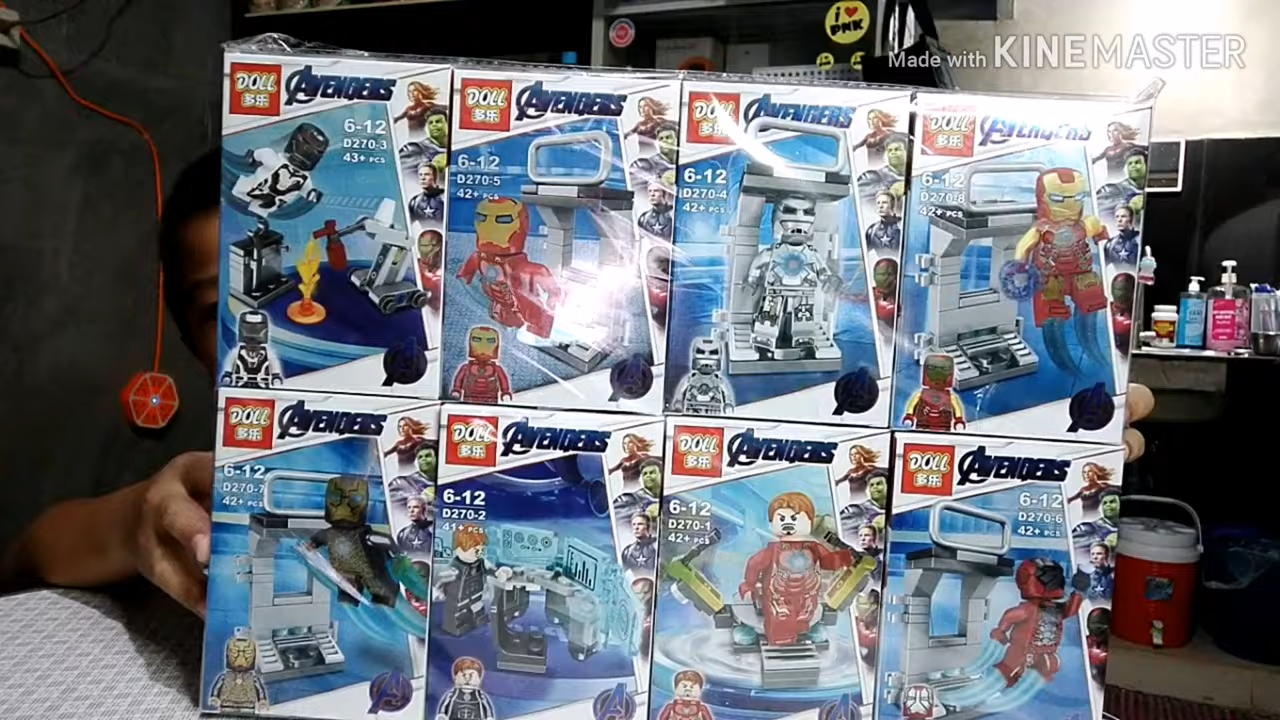 i ♥
PNK
Made with KINEMASTER
DOLL
多乐
AVENGERS
6-12
D270-3
43+ PCS
DOLL
多乐
AVENGERS
6-12
D270-5
42+ PCS
DOLL
多乐
AVENGERS
6-12
D270-4
42+ PCS
DOLL
多乐
AVENGERS
6-12
D270-8
42+ PCS
DOLL
多乐
AVENGERS
6-12
D270-7
42+ PCS
DOLL
多乐
AVENGERS
6-12
D270-2
41+ PCS
DOLL
多乐
AVENGERS
6-12
D270-1
42+ PCS
DOLL
多乐
AVENGERS
6-12
D270-6
42+ PCS